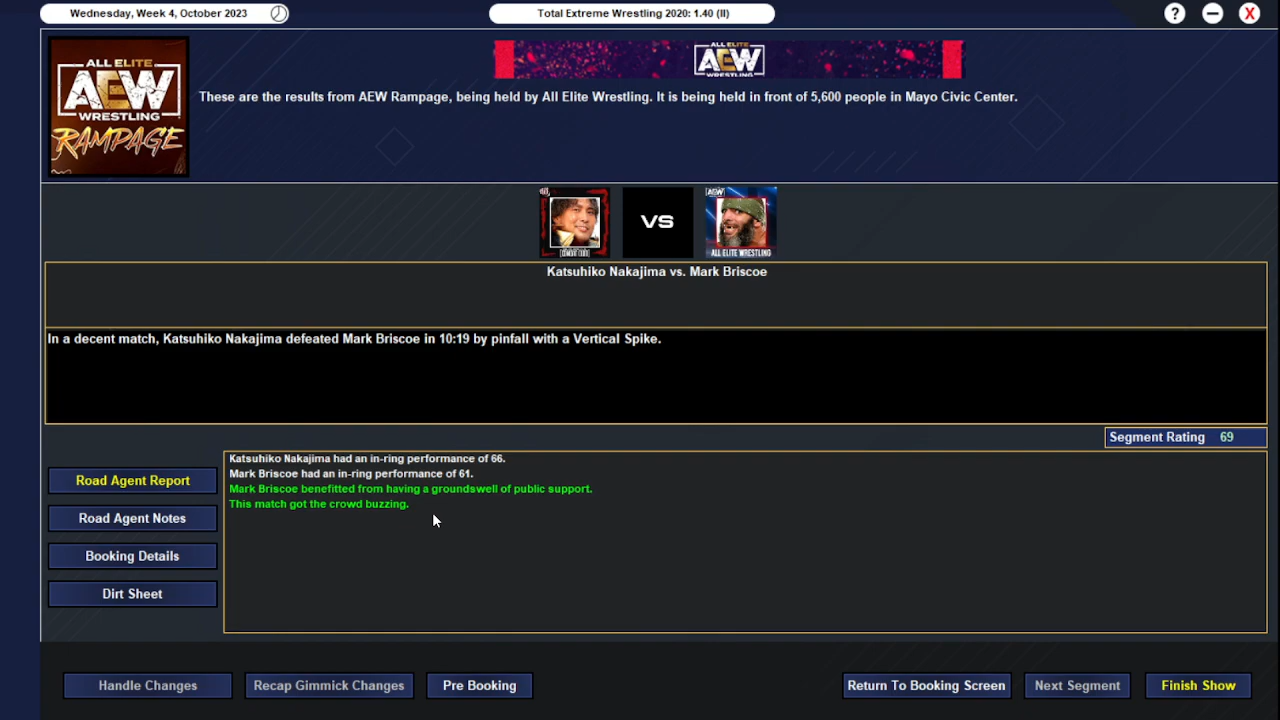 Wednesday, Week 4, October 2023
Total Extreme Wrestling 2020: 1.40 (II)
?
X
ALL ELITE
AEW
WRESTLING
RAMPAGE
ALL ELITE
AEW
WRESTLING
These are the results from AEW Rampage, being held by All Elite Wrestling. It is being held in front of 5,600 people in Mayo Civic Center.
VS
AEW
ALL ELITE WRESTLING
Katsuhiko Nakajima vs. Mark Briscoe
In a decent match, Katsuhiko Nakajima defeated Mark Briscoe in 10:19 by pinfall with a Vertical Spike.
Segment Rating 69
Road Agent Report
Road Agent Notes
Booking Details
Dirt Sheet
Katsuhiko Nakajima had an in-ring performance of 66.
Mark Briscoe had an in-ring performance of 61.
Mark Briscoe benefitted from having a groundswell of public support.
This match got the crowd buzzing.
Handle Changes
Recap Gimmick Changes
Pre Booking
Return To Booking Screen
Next Segment
Finish Show